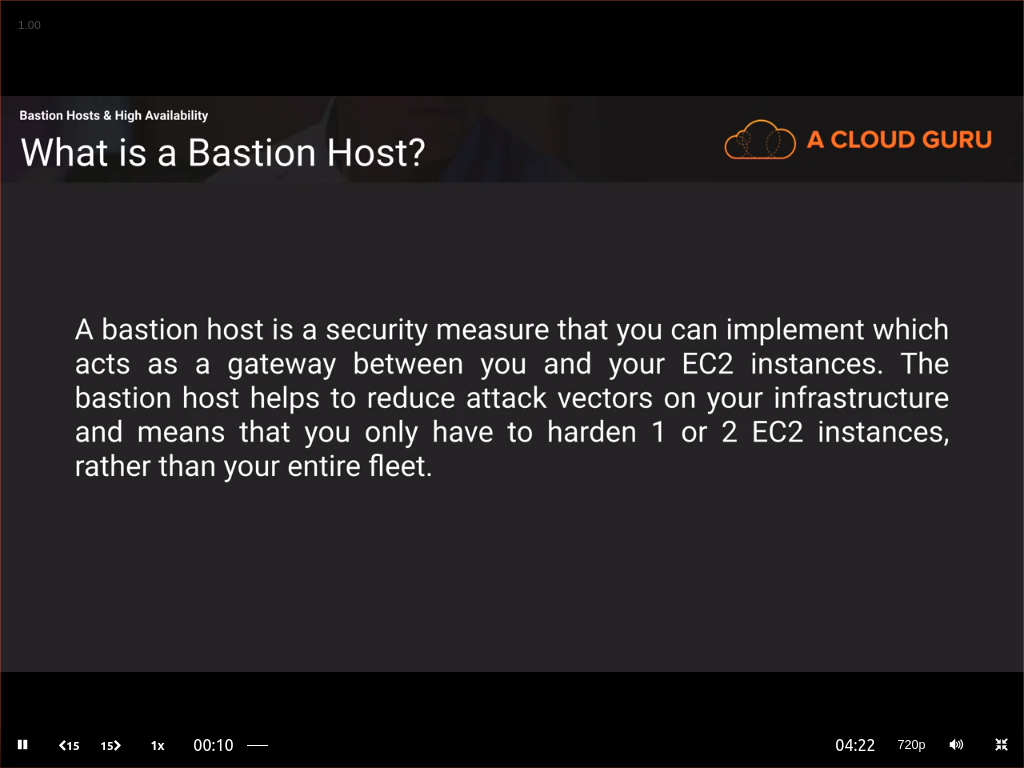 1.00
Bastion Hosts & High Availability
What is a Bastion Host?
A CLOUD GURU
A bastion host is a security measure that you can implement which
acts as a gateway between you and your EC2 instances. The
bastion host helps to reduce attack vectors on your infrastructure
and means that you only have to harden 1 or 2 EC2 instances,
rather than your entire fleet.
15 15 1x 00:10 04:22 720p